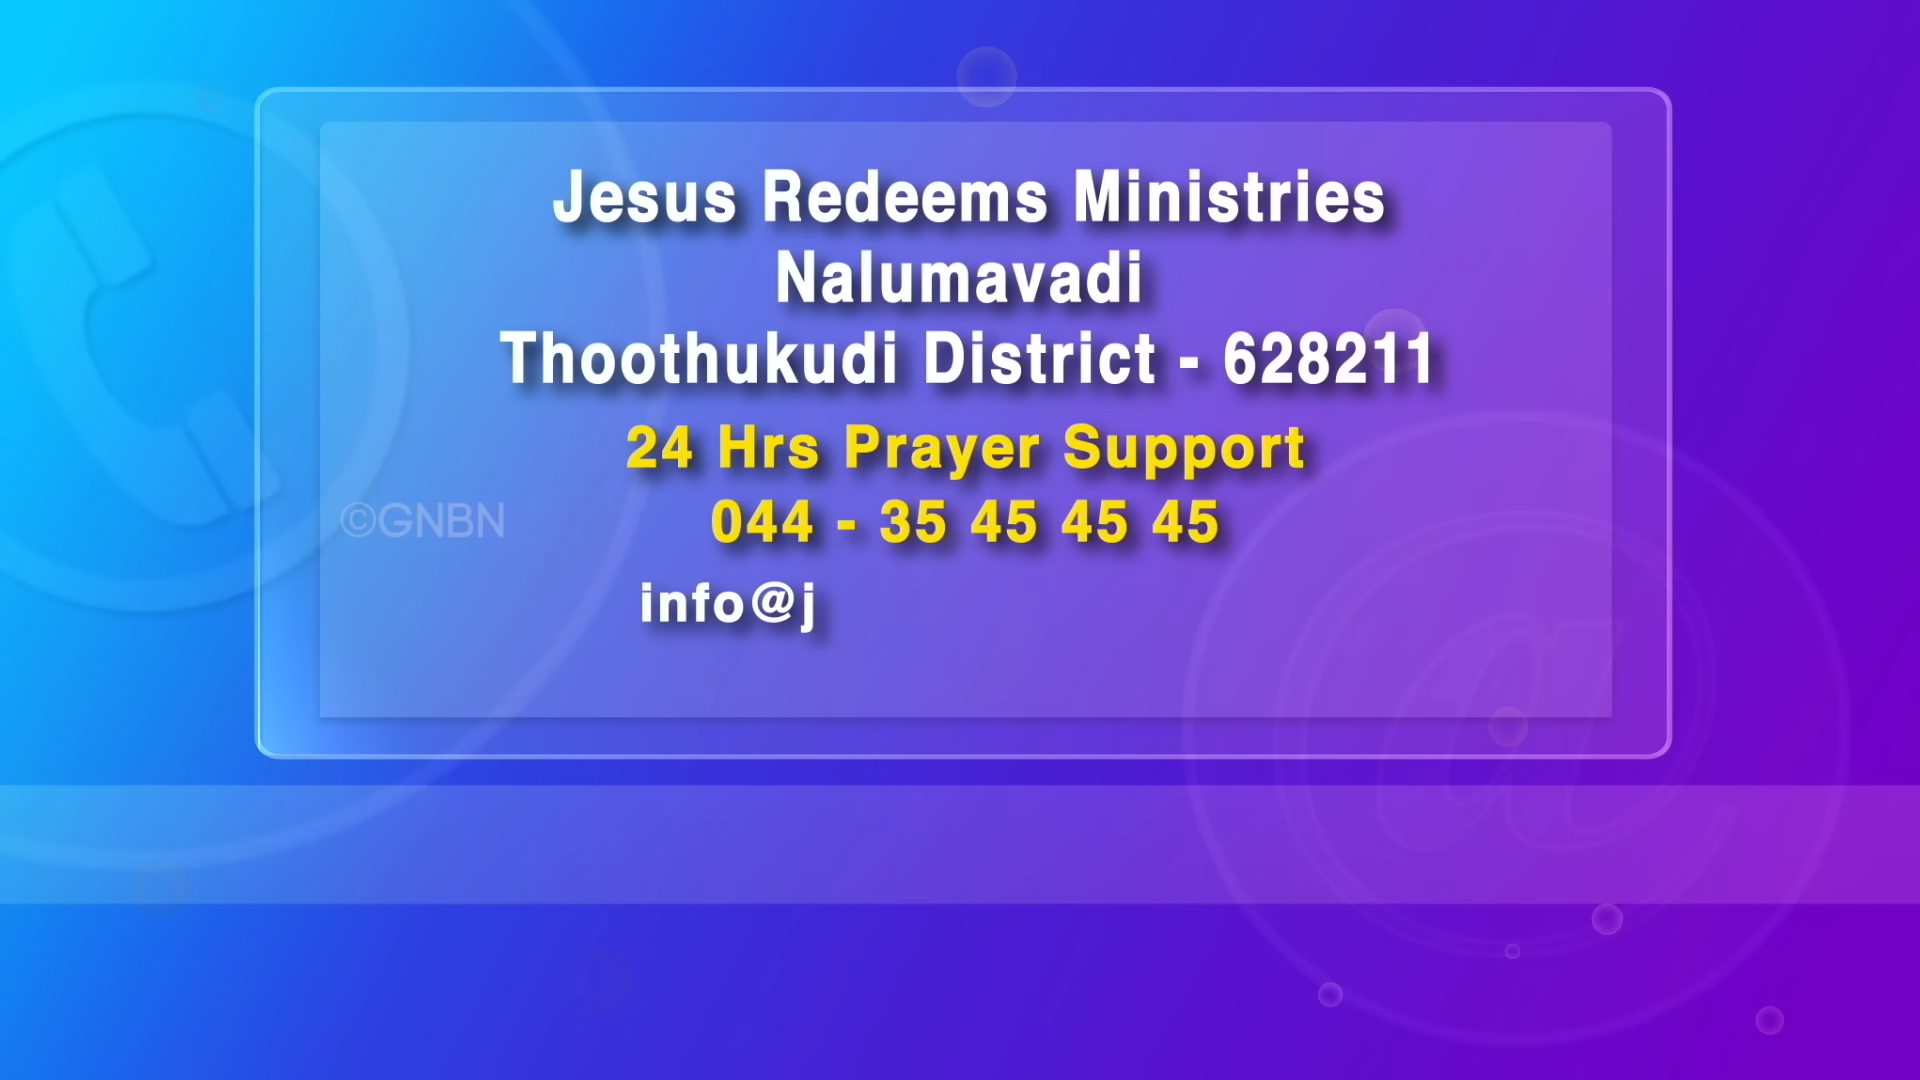 Jesus Redeems Ministries
Nalumavadi
Thoothukudi District - 628211
24 Hrs Prayer Support
044 - 35 45 45 45
©GNBN
info@j